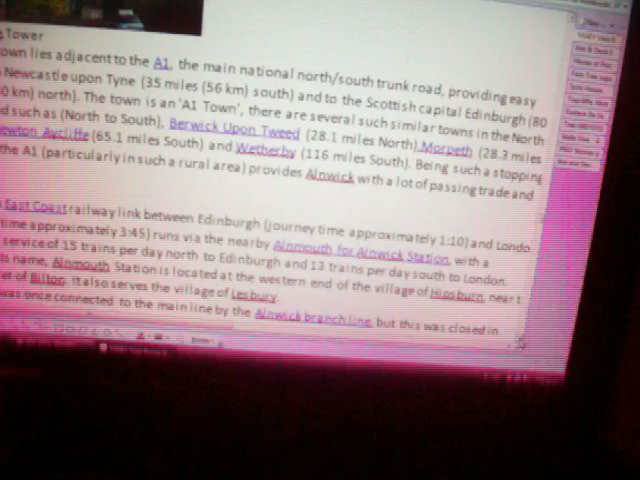 Tower
own lies adjacent to the A1, the main national north/south trunk road, providing easy
Newcastle upon Tyne (35 miles (56 km) south) and to the Scottish capital Edinburgh (80
0 km) north). The town is an 'A1 Town', there are several such similar towns in the North
d such as (North to South), Berwick Upon Tweed (28.1 miles North) Morpeth (28.3 miles
ewton Aycliffe (65.1 miles South) and Wetherby (116 miles South). Being such a stopping
the A1 (particularly in such a rural area) provides Alnwick with a lot of passing trade and
East Coast railway link between Edinburgh (journey time approximately 1:10) and Londo
time approximately 3:45) runs via the nearby Alnmouth for Alnwick Station, with a
service of 15 trains per day north to Edinburgh and 13 trains per day south to London.
ts name, Alnmouth Station is located at the western end of the village of Hipsburn, near t
et of Bilton. It also serves the village of Lesbury.
was once connected to the main line by the Alnwick branch line, but this was closed in